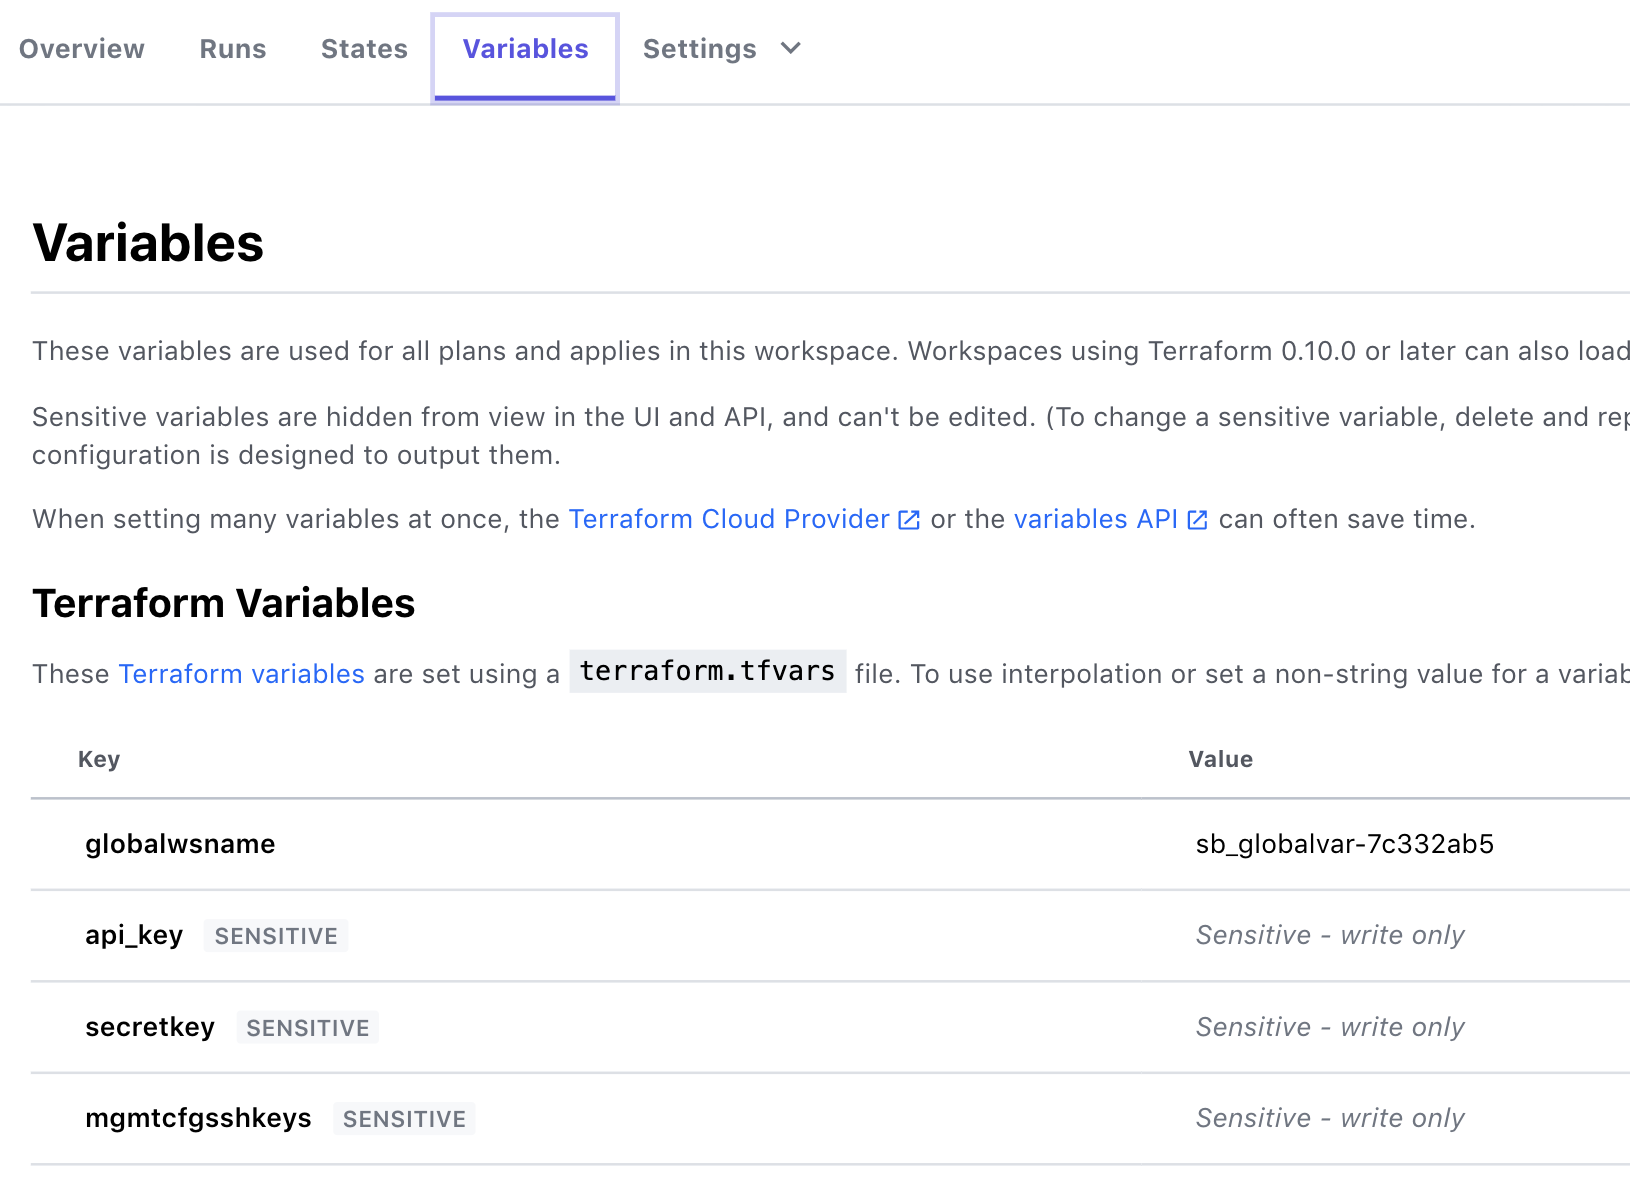 Overview Runs States Variables Settings
Variables
These variables are used for all plans and applies in this workspace. Workspaces using Terraform 0.10.0 or later can also load
Sensitive variables are hidden from view in the UI and API, and can't be edited. (To change a sensitive variable, delete and rep
configuration is designed to output them.
When setting many variables at once, the Terraform Cloud Provider or the variables API can often save time.
Terraform Variables
These Terraform variables are set using a terraform.tfvars file. To use interpolation or set a non-string value for a variab
Key Value
globalwsname sb_globalvar-7c332ab5
api_key SENSITIVE Sensitive - write only
secretkey SENSITIVE Sensitive - write only
mgmtcfgsshkeys SENSITIVE Sensitive - write only